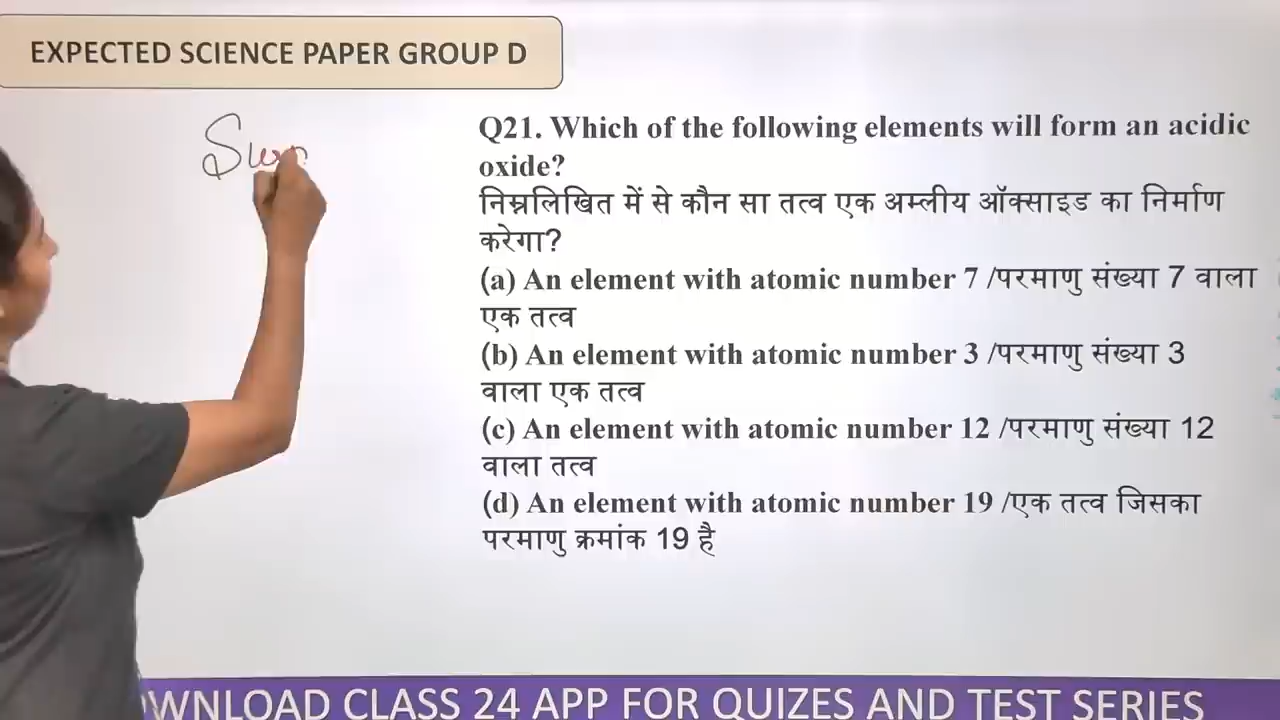 EXPECTED SCIENCE PAPER GROUP D
Q21. Which of the following elements will form an acidic
oxide?
निम्नलिखित में से कौन सा तत्व एक अम्लीय ऑक्साइड का निर्माण
करेगा?
(a) An element with atomic number 7 /परमाणु संख्या 7 वाला
एक तत्व
(b) An element with atomic number 3 /परमाणु संख्या 3
वाला एक तत्व
(c) An element with atomic number 12 /परमाणु संख्या 12
वाला तत्व
(d) An element with atomic number 19 /एक तत्व जिसका
परमाणु क्रमांक 19 है
WNLOAD CLASS 24 APP FOR QUIZES AND TEST SERIES